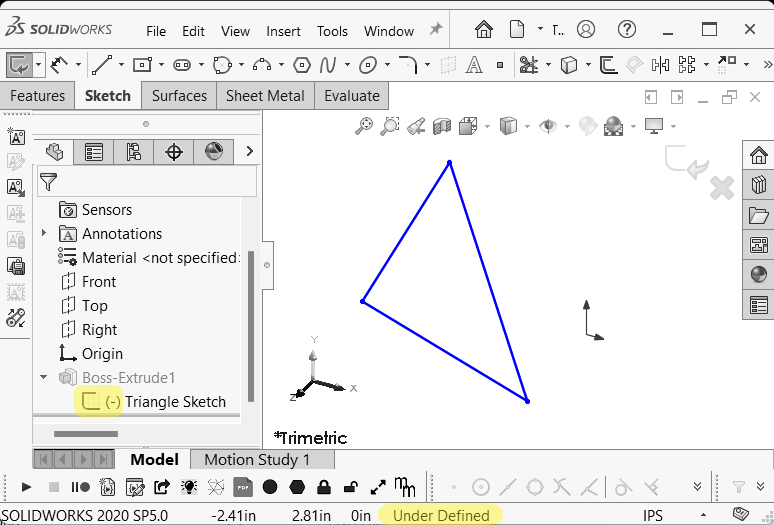 SOLIDWORKS File Edit View Insert Tools Window T... ?
Features Sketch Surfaces Sheet Metal Evaluate
Sensors
Annotations
Material <not specified>
Front
Top
Right
Origin
Boss-Extrude1
(-) Triangle Sketch
Y
X
Z
*Trimetric
Model Motion Study 1
PDF
SOLIDWORKS 2020 SP5.0 -2.41in 2.81in 0in Under Defined IPS